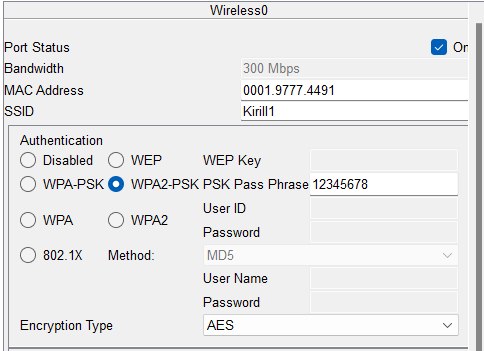 Wireless0
Port Status On
Bandwidth 300 Mbps
MAC Address 0001.9777.4491
SSID Kirill1
Authentication
Disabled WEP WEP Key
WPA-PSK WPA2-PSK PSK Pass Phrase 12345678
User ID
WPA WPA2
Password
802.1X Method: MD5
User Name
Password
Encryption Type AES